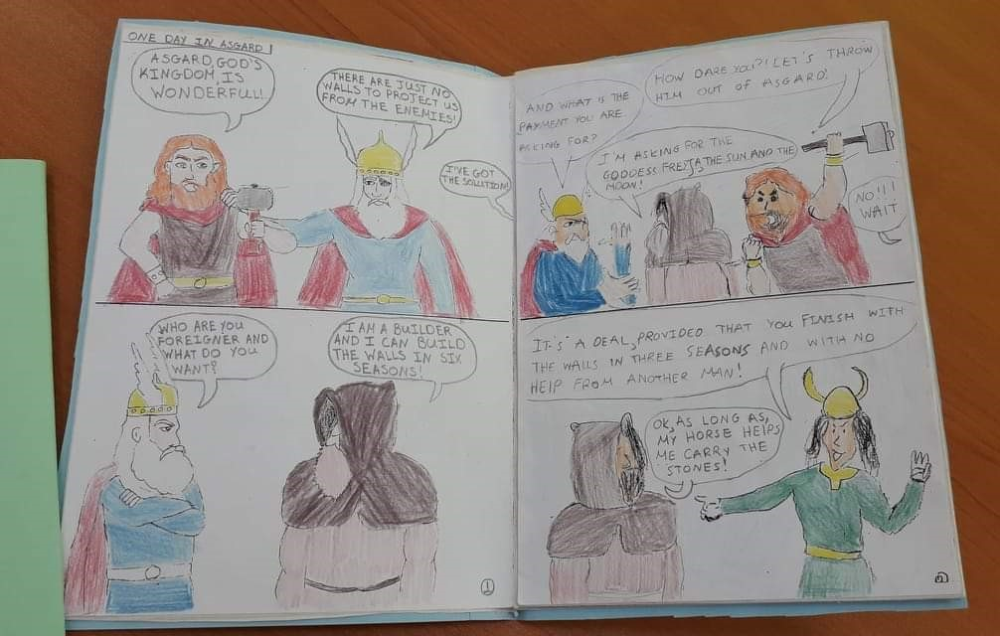 ONE DAY IN ASGARD
ASGARD, GOD'S
KINGDOM, IS
WONDERFUL!
THERE ARE JUST NO
WALLS TO PROTECT US
FROM THE ENEMIES!
I'VE GOT
THE SOLUTION!
WHO ARE YOU
FOREIGNER AND
WHAT DO YOU
WANT?
I AM A BUILDER
AND I CAN BUILD
THE WALLS IN SIX
SEASONS!
1
AND WHAT IS THE
PAYMENT YOU ARE
ASKING FOR?
I'M ASKING FOR THE
GODDESS FREJA, THE SUN AND THE
MOON!
HOW DARE YOU?! LET'S THROW
HIM OUT OF ASGARD!
NO!!!
WAIT
IT'S A DEAL, PROVIDED THAT YOU FINISH WITH
THE WALLS IN THREE SEASONS AND WITH NO
HELP FROM ANOTHER MAN!
OK, AS LONG AS,
MY HORSE HELPS
ME CARRY THE
STONES!
2